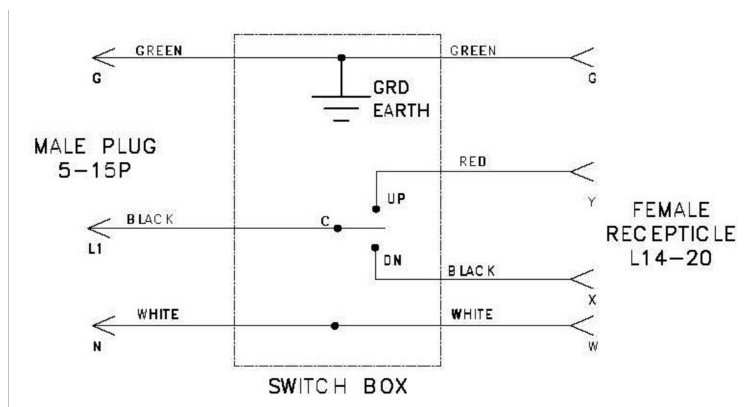 GREEN
GREEN
G
G
GRD
EARTH
MALE PLUG
5-15P
RED
UP
Y
FEMALE
RECEPTICLE
L14-20
BLACK
C
L1
DN
BLACK
X
WHITE
WHITE
N
W
SWITCH BOX